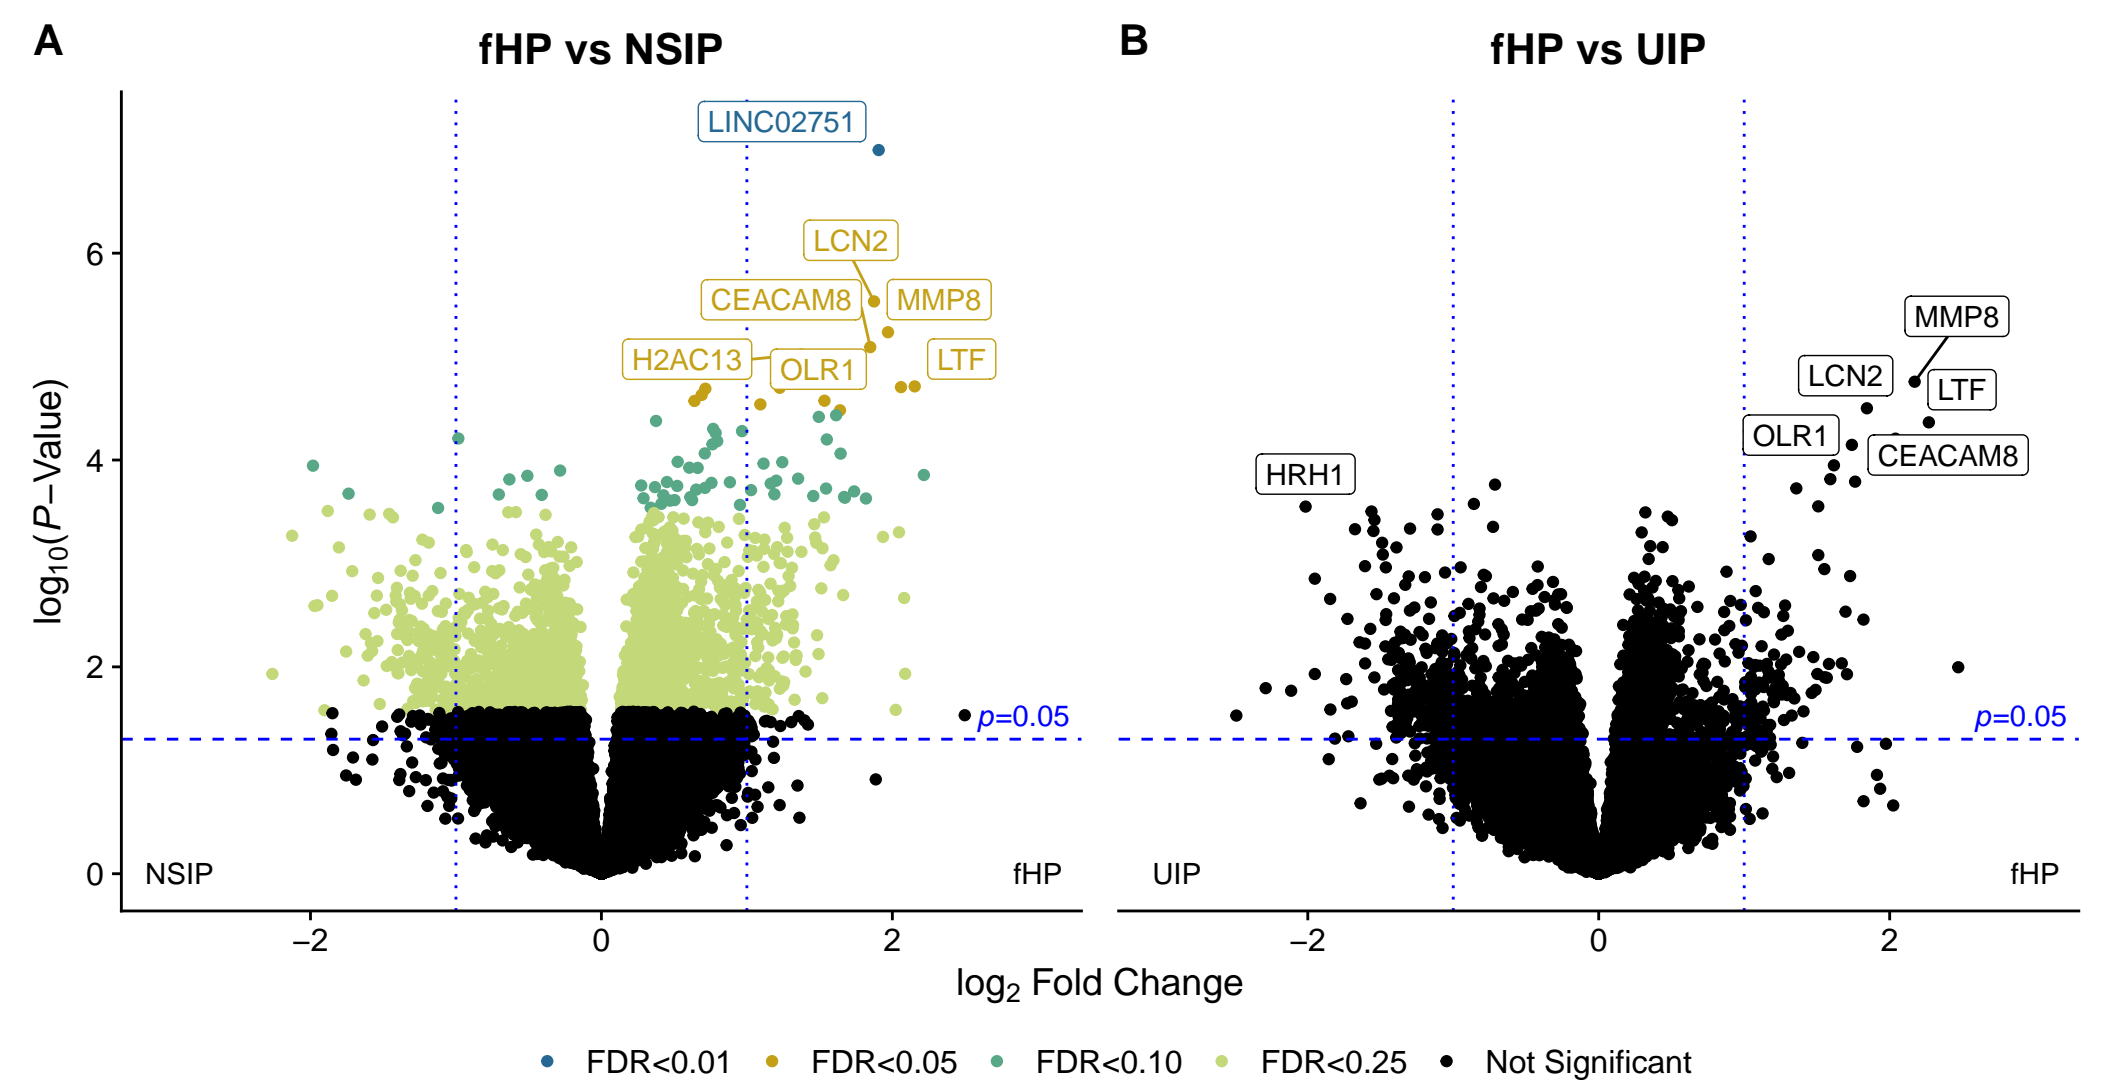 A
fHP vs NSIP
B
fHP vs UIP
LINC02751
LCN2
CEACAM8
MMP8
H2AC13
OLR1
LTF
MMP8
LCN2
LTF
OLR1
CEACAM8
HRH1
log10(P−Value)
6
4
2
0
p=0.05
p=0.05
NSIP
fHP
UIP
fHP
−2
0
2
−2
0
2
log2 Fold Change
FDR<0.01
FDR<0.05
FDR<0.10
FDR<0.25
Not Significant